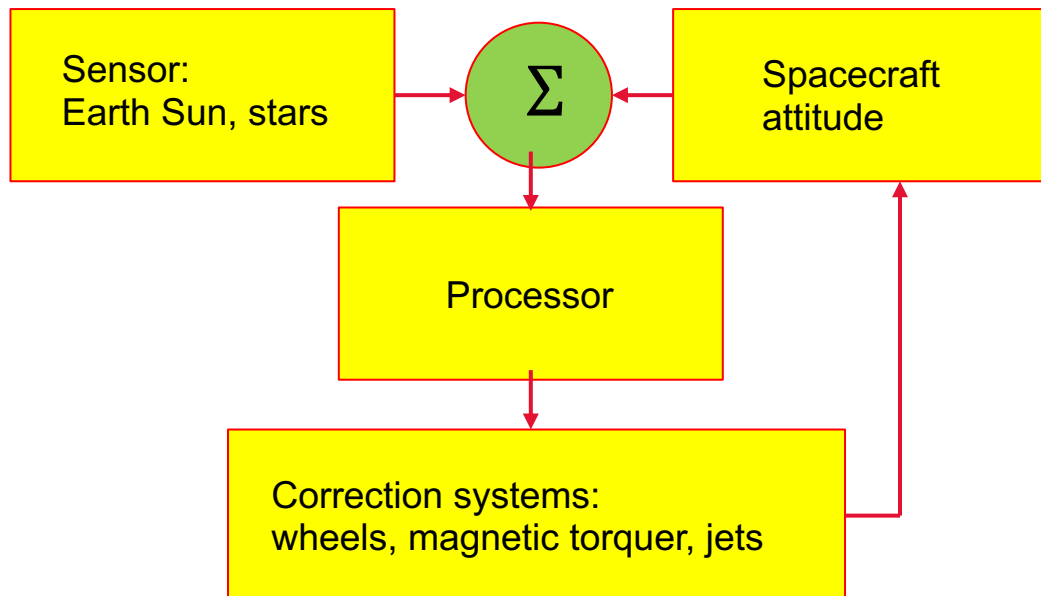 Sensor:
Earth Sun, stars
Σ
Spacecraft
attitude
Processor
Correction systems:
wheels, magnetic torquer, jets